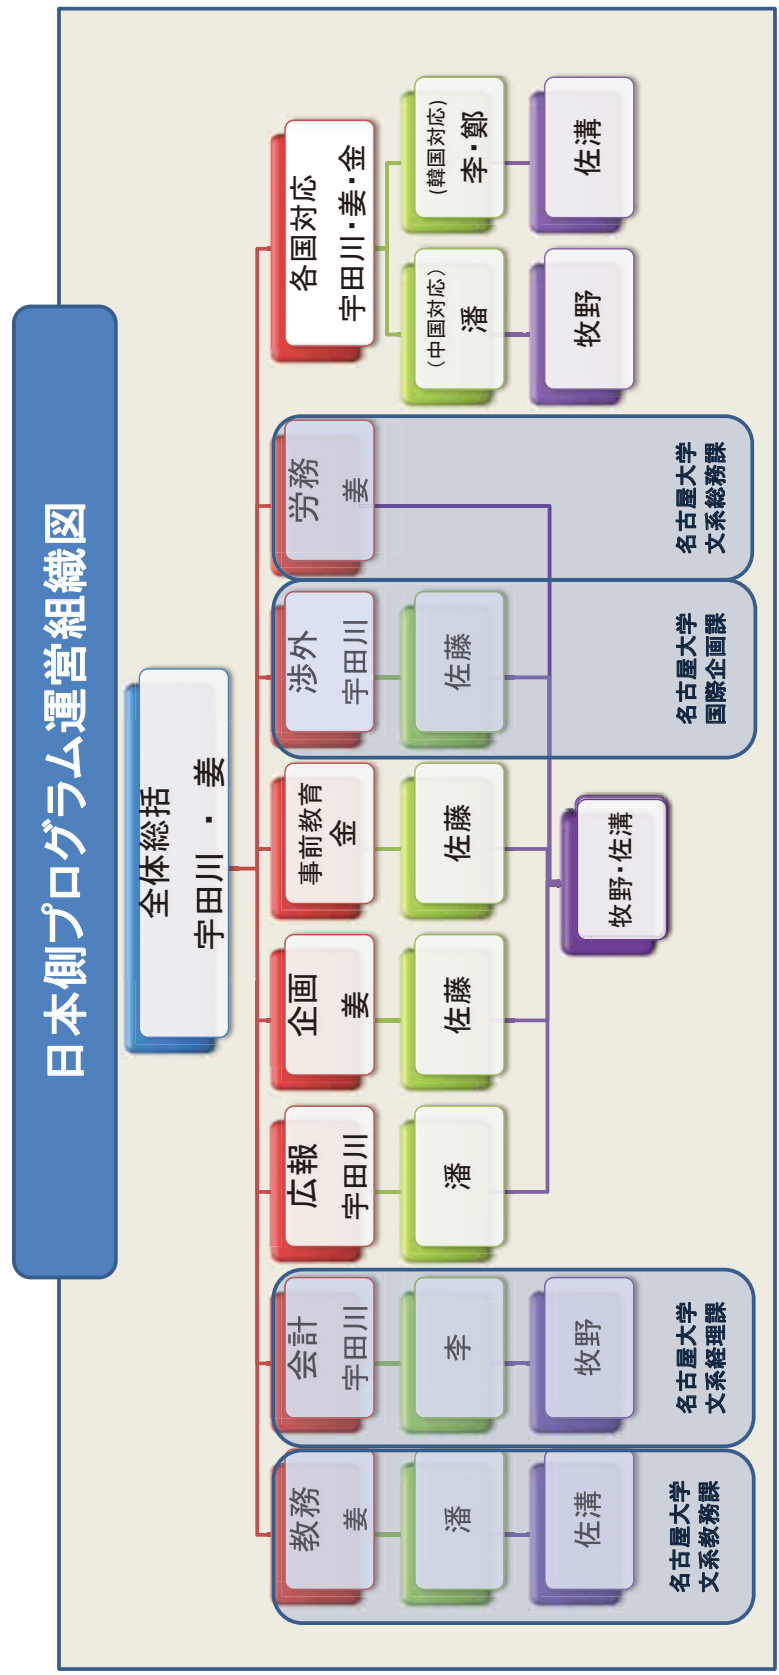 日本側プログラム運営組織図
全体総括
宇田川 ・ 姜
教務
姜
潘
佐溝
名古屋大学
文系教務課
会計
宇田川
李
牧野
名古屋大学
文系経理課
広報
宇田川
潘
企画
姜
佐藤
事前教育
金
佐藤
渉外
宇田川
佐藤
名古屋大学
国際企画課
労務
姜
名古屋大学
文系総務課
牧野・佐溝
各国対応
宇田川・姜・金
（中国対応）
潘
牧野
（韓国対応)
李・鄭
佐溝